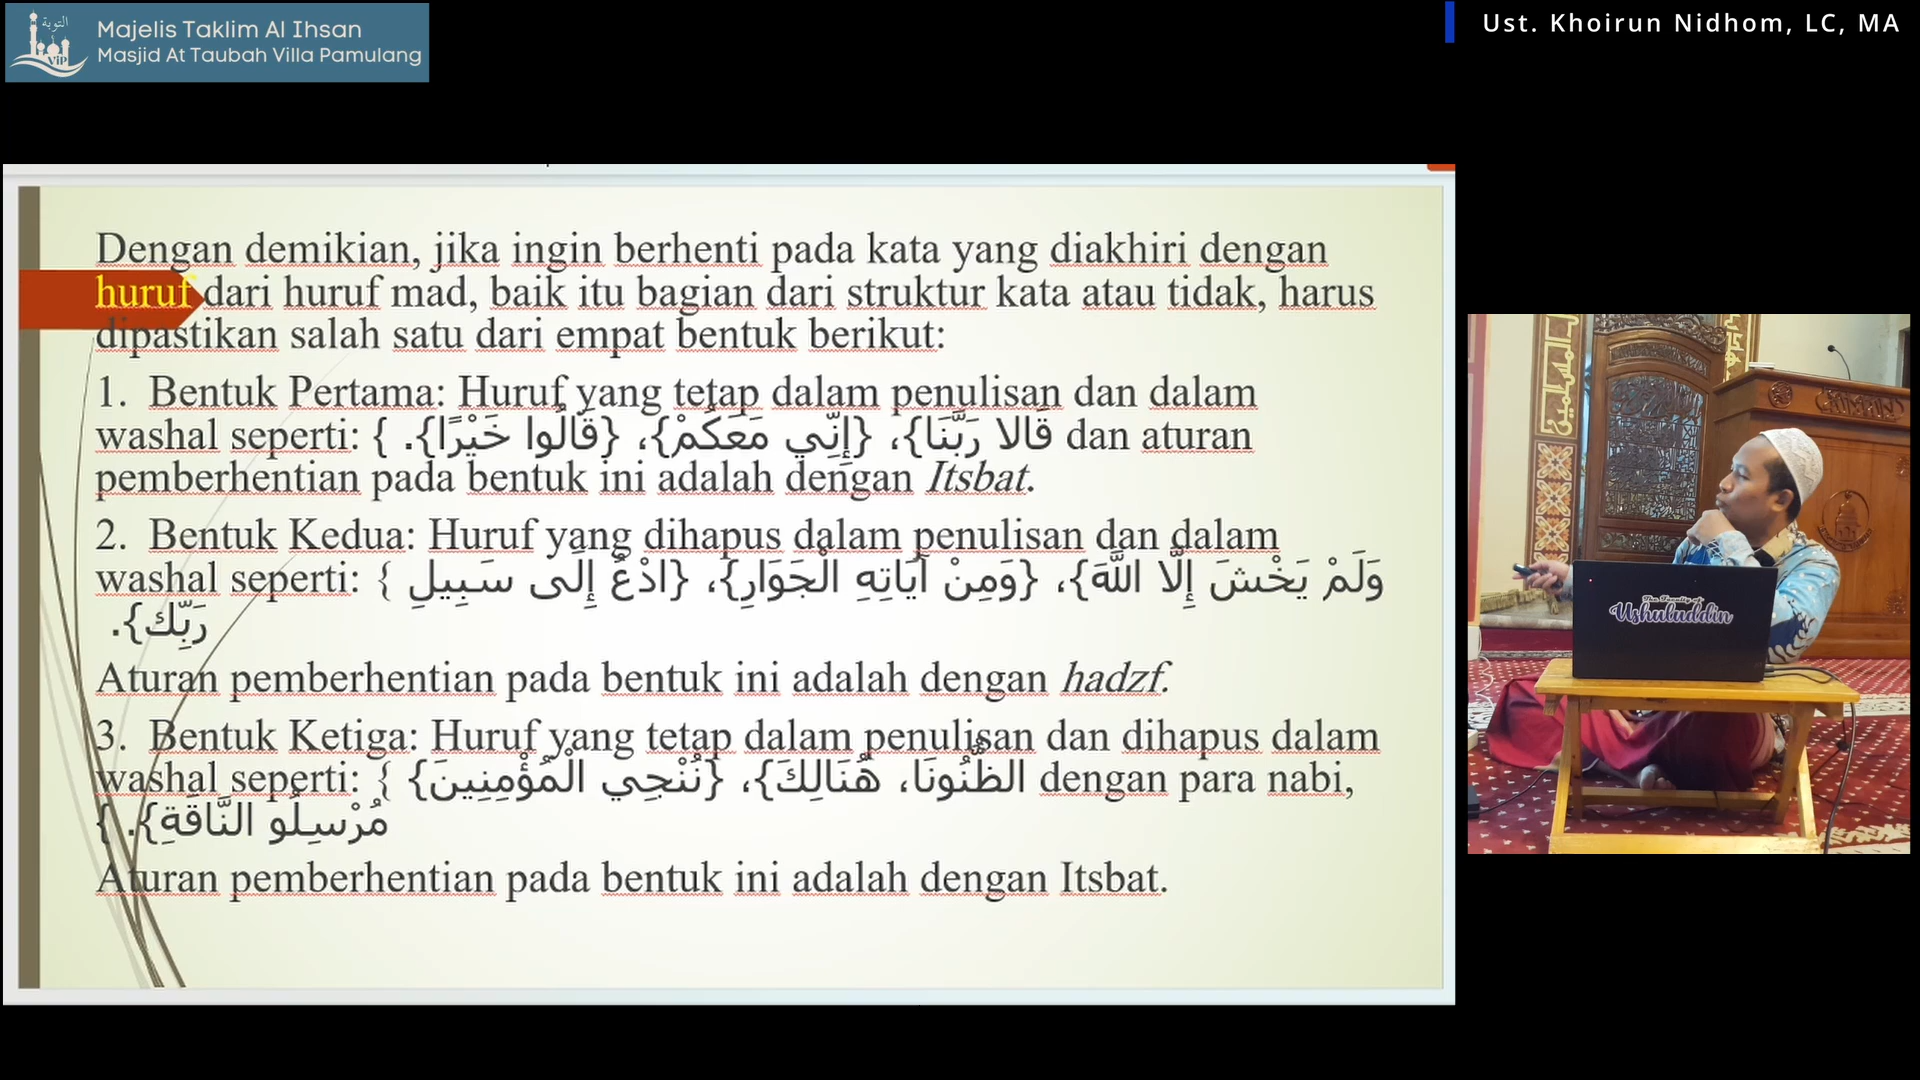 التوبة
ViP
Majelis Taklim Al Ihsan
Masjid At Taubah Villa Pamulang
Ust. Khoirun Nidhom, LC, MA
Dengan demikian, jika ingin berhenti pada kata yang diakhiri dengan
huruf dari huruf mad, baik itu bagian dari struktur kata atau tidak, harus
dipastikan salah satu dari empat bentuk berikut:
1. Bentuk Pertama: Huruf yang tetap dalam penulisan dan dalam
washal seperti: { قَالا رَبَّنَا}، {إِنِّي مَعَكُمْ}، {قَالُوا خَيْرًا}. dan aturan
pemberhentian pada bentuk ini adalah dengan Itsbat.
2. Bentuk Kedua: Huruf yang dihapus dalam penulisan dan dalam
washal seperti: { وَلَمْ يَخْشَ إِلَّا اللَّهَ}، {وَمِنْ آيَاتِهِ الْجَوَارِ}، {ادْعُ إِلَى سَبِيلِ
رَبِّكَ}.
Aturan pemberhentian pada bentuk ini adalah dengan hadzf.
3. Bentuk Ketiga: Huruf yang tetap dalam penulisan dan dihapus dalam
washal seperti: { الظُّنُونَا، هُنَالِكَ}، {نُنْجِي الْمُؤْمِنِينَ} dengan para nabi,
{ مُرْسِلُو النَّاقَةِ}.
Aturan pemberhentian pada bentuk ini adalah dengan Itsbat.
The Faculty of
Ushuluddin